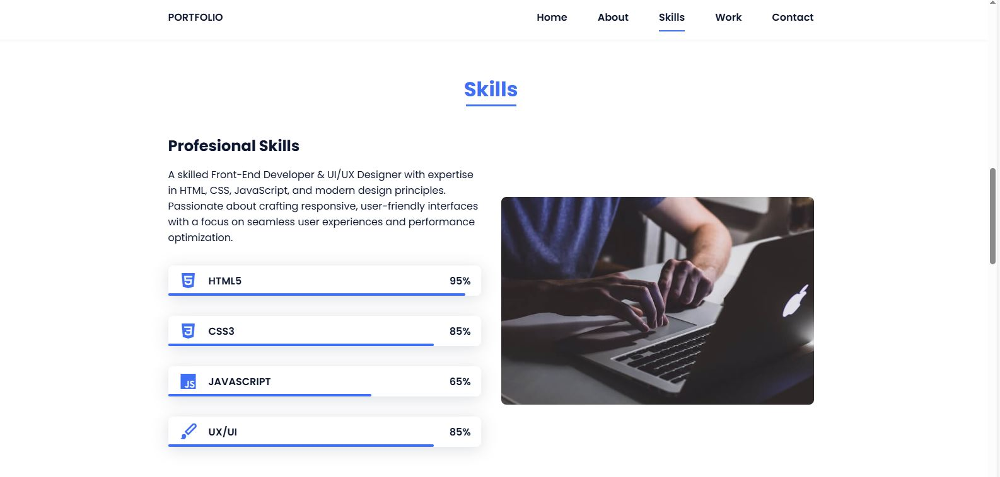 PORTFOLIO
Home
About
Skills
Work
Contact
Skills
Profesional Skills
A skilled Front-End Developer & UI/UX Designer with expertise
in HTML, CSS, JavaScript, and modern design principles.
Passionate about crafting responsive, user-friendly interfaces
with a focus on seamless user experiences and performance
optimization.
HTML5 95%
CSS3 85%
JS JAVASCRIPT 65%
UX/UI 85%